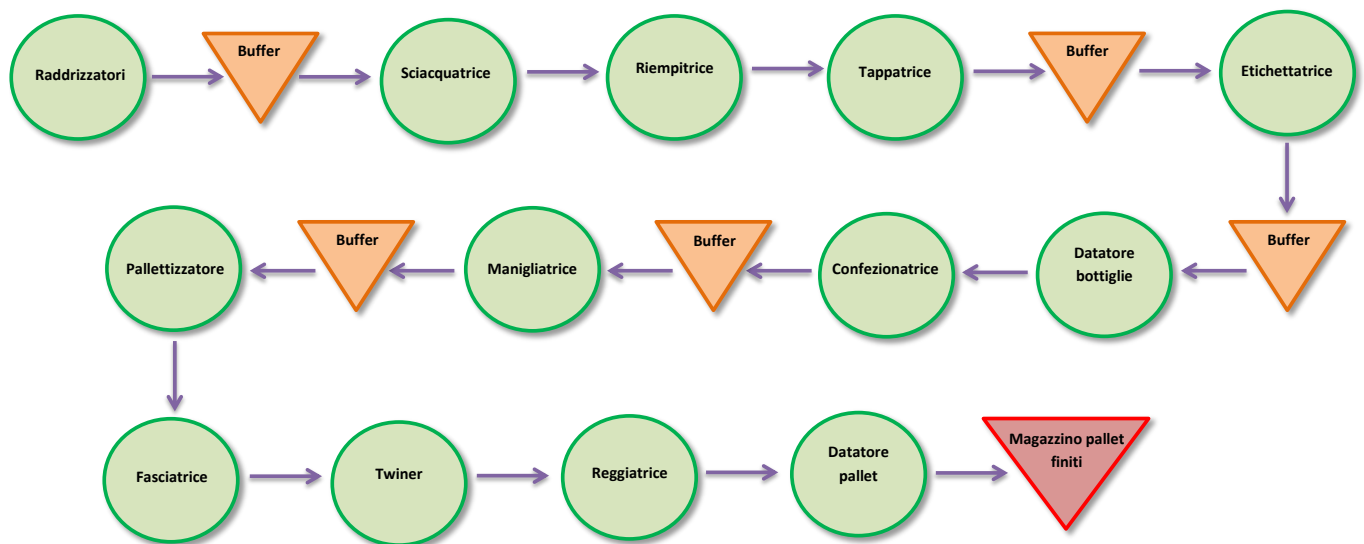 Raddrizzatori
Buffer
Sciacquatrice
Riempitrice
Tappatrice
Buffer
Etichettatrice
Buffer
Datatore
bottiglie
Confezionatrice
Buffer
Manigliatrice
Buffer
Pallettizzatore
Fasciatrice
Twiner
Reggiatrice
Datatore
pallet
Magazzino pallet
finiti